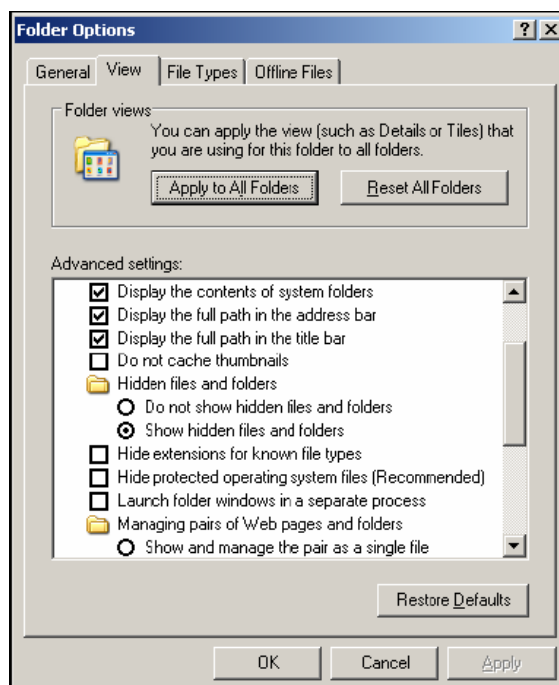 Folder Options
General
View
File Types
Offline Files
Folder views
You can apply the view (such as Details or Tiles) that
you are using for this folder to all folders.
Apply to All Folders
Reset All Folders
Advanced settings:
Display the contents of system folders
Display the full path in the address bar
Display the full path in the title bar
Do not cache thumbnails
Hidden files and folders
Do not show hidden files and folders
Show hidden files and folders
Hide extensions for known file types
Hide protected operating system files (Recommended)
Launch folder windows in a separate process
Managing pairs of Web pages and folders
Show and manage the pair as a single file
Restore Defaults
OK
Cancel
Apply